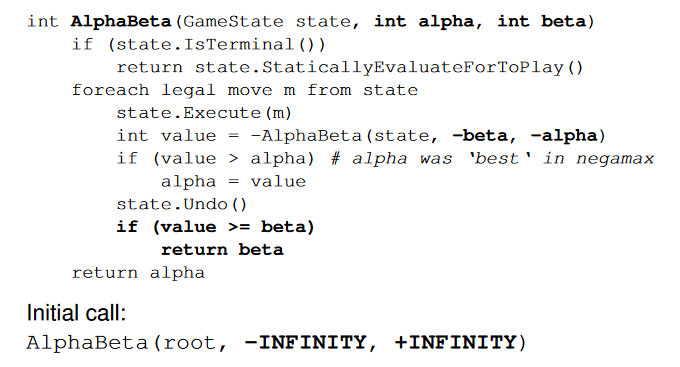 int AlphaBeta(GameState state, int alpha, int beta)
if (state.IsTerminal())
return state.StaticallyEvaluateForToPlay()
foreach legal move m from state
state.Execute(m)
int value = -AlphaBeta(state, -beta, -alpha)
if (value > alpha) # alpha was 'best' in negamax
alpha = value
state.Undo()
if (value >= beta)
return beta
return alpha
Initial call:
AlphaBeta(root, -INFINITY, +INFINITY)